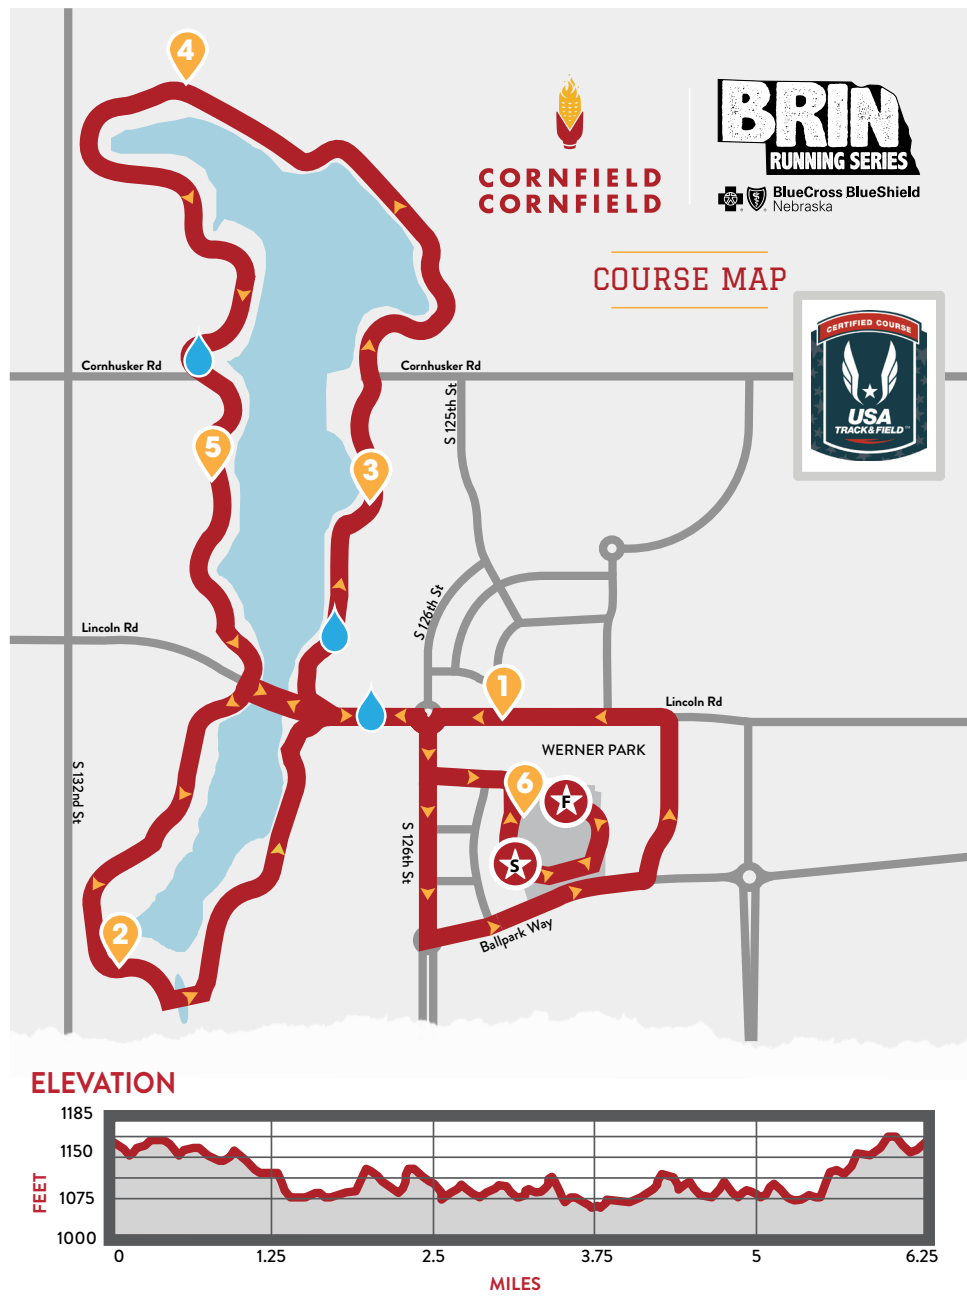 4
BRIN
RUNNING SERIES
CORNFIELD
CORNFIELD
BlueCross BlueShield
Nebraska
COURSE MAP
CERTIFIED COURSE
USA
TRACK & FIELD
Cornhusker Rd
Cornhusker Rd
S 125th St
5
3
S 126th St
Lincoln Rd
1
Lincoln Rd
WERNER PARK
S 132nd St
6
F
S 126th St
S
2
Ballpark Way
ELEVATION
1185
1150
1075
1000
FEET
0 1.25 2.5 3.75 5 6.25
MILES